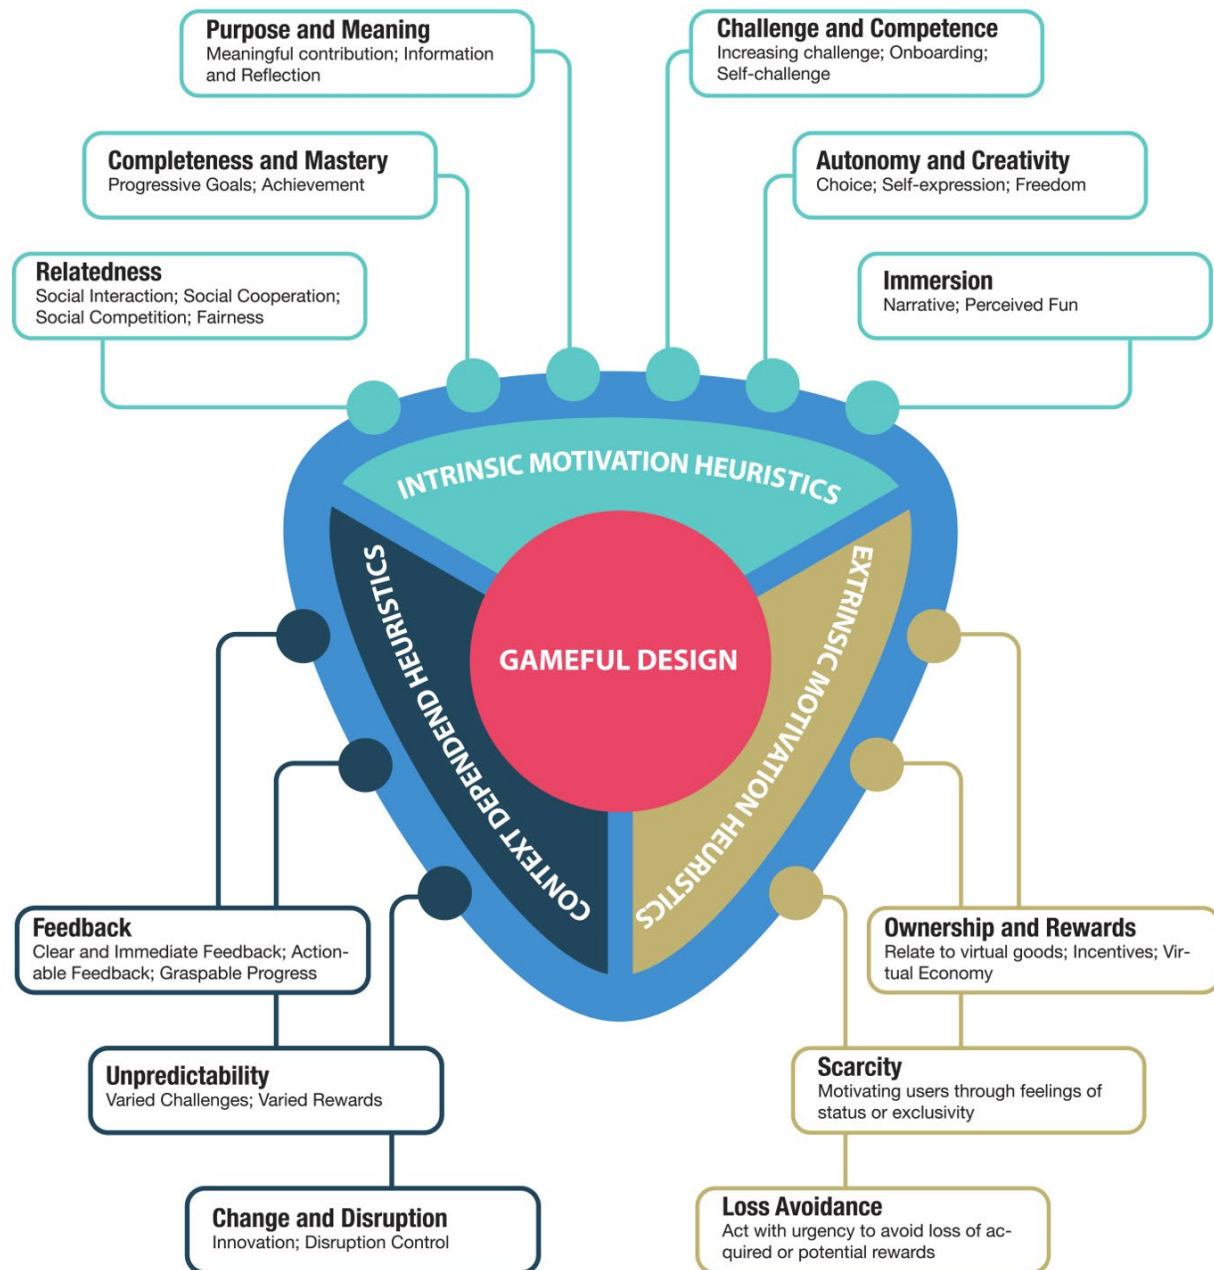 Purpose and Meaning
Meaningful contribution; Information
and Reflection
Challenge and Competence
Increasing challenge; Onboarding;
Self-challenge
Completeness and Mastery
Progressive Goals; Achievement
Autonomy and Creativity
Choice; Self-expression; Freedom
Relatedness
Social Interaction; Social Cooperation;
Social Competition; Fairness
Immersion
Narrative; Perceived Fun
INTRINSIC MOTIVATION HEURISTICS
CONTEXT DEPENDEND HEURISTICS
EXTRINSIC MOTIVATION HEURISTICS
GAMEFUL DESIGN
Feedback
Clear and Immediate Feedback; Action-
able Feedback; Graspable Progress
Ownership and Rewards
Relate to virtual goods; Incentives; Vir-
tual Economy
Unpredictability
Varied Challenges; Varied Rewards
Scarcity
Motivating users through feelings of
status or exclusivity
Change and Disruption
Innovation; Disruption Control
Loss Avoidance
Act with urgency to avoid loss of ac-
quired or potential rewards